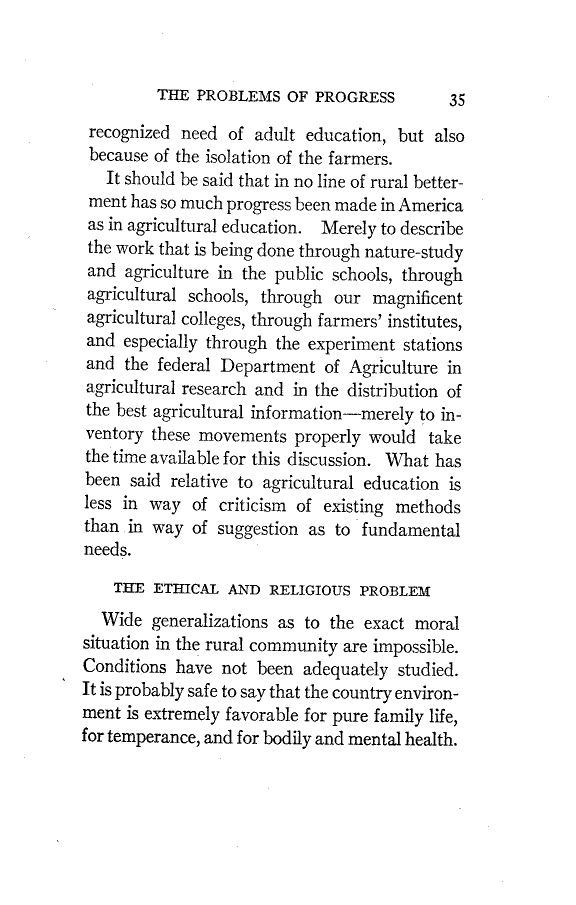 THE PROBLEMS OF PROGRESS 35
recognized need of adult education, but also
because of the isolation of the farmers.
It should be said that in no line of rural better-
ment has so much progress been made in America
as in agricultural education. Merely to describe
the work that is being done through nature-study
and agriculture in the public schools, through
agricultural schools, through our magnificent
agricultural colleges, through farmers' institutes,
and especially through the experiment stations
and the federal Department of Agriculture in
agricultural research and in the distribution of
the best agricultural information—merely to in-
ventory these movements properly would take
the time available for this discussion. What has
been said relative to agricultural education is
less in way of criticism of existing methods
than in way of suggestion as to fundamental
needs.
THE ETHICAL AND RELIGIOUS PROBLEM
Wide generalizations as to the exact moral
situation in the rural community are impossible.
Conditions have not been adequately studied.
It is probably safe to say that the country environ-
ment is extremely favorable for pure family life,
for temperance, and for bodily and mental health.